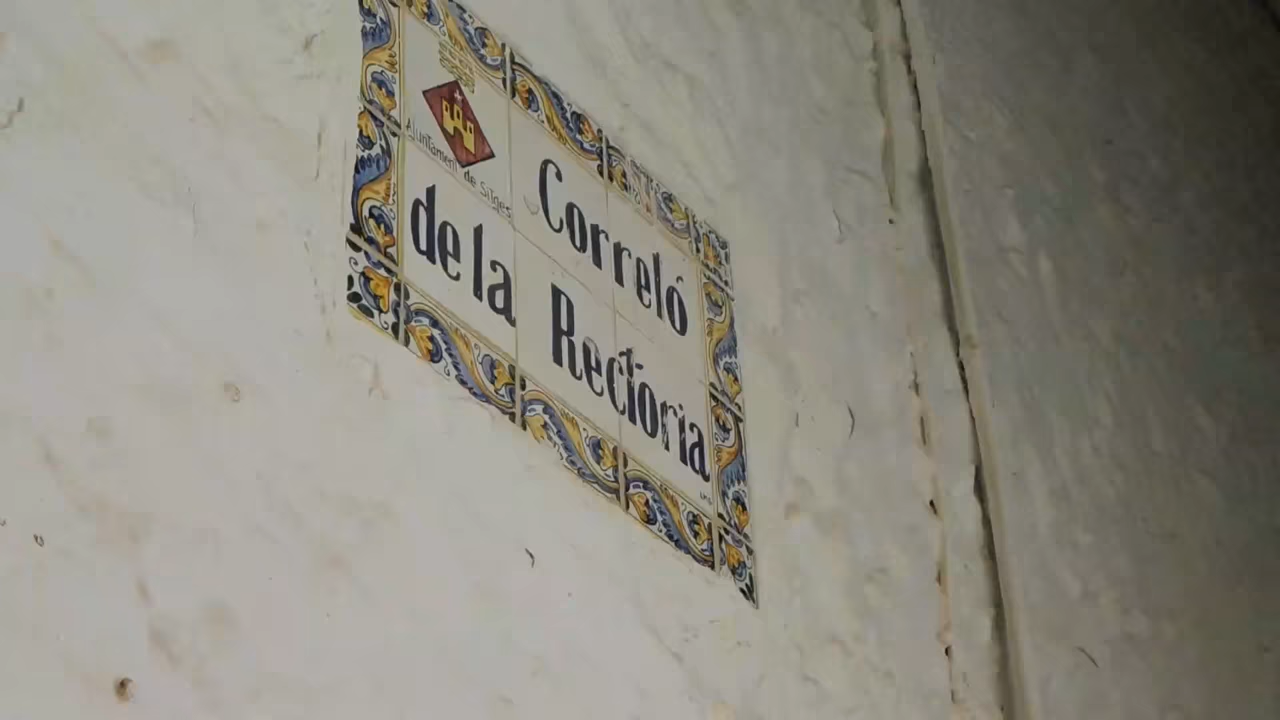 Ajuntament de Sitges
Correló
de la Rectoria